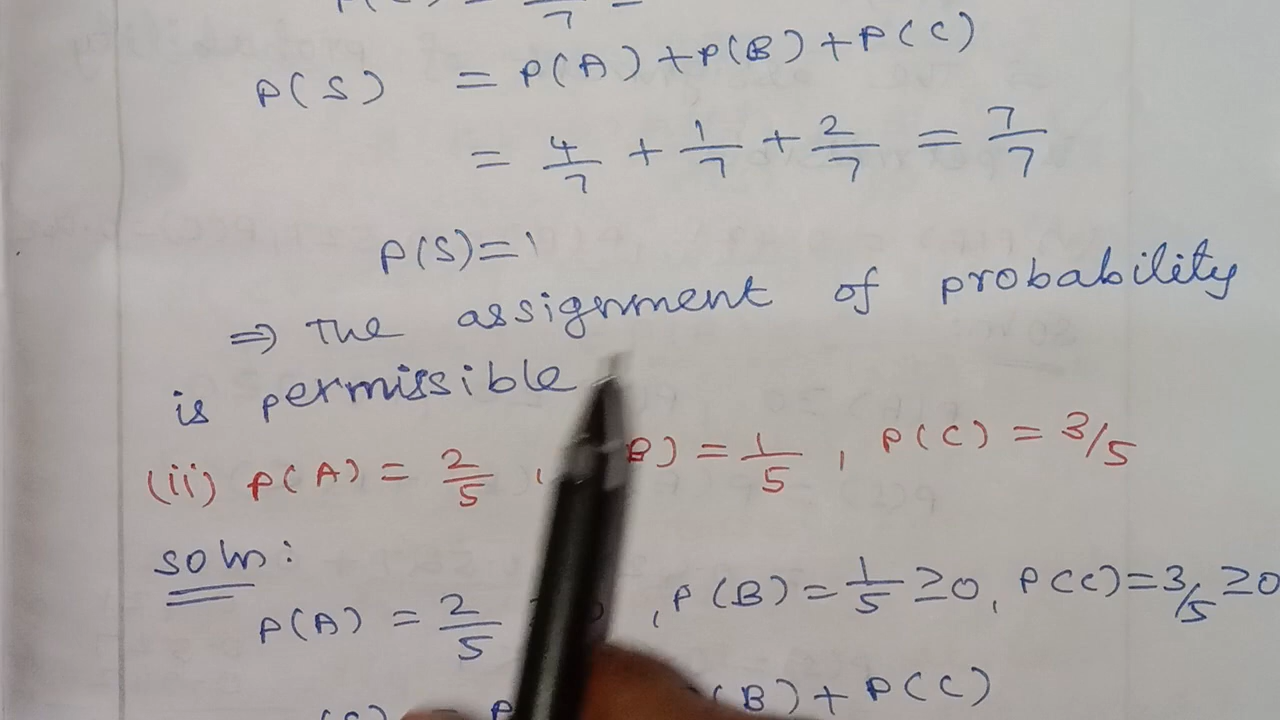 P(S) = P(A) + P(B) + P(C)
= 4/7 + 1/7 + 2/7 = 7/7
P(S) = 1
⇒ The assignment of probability
is permissible
(ii) P(A) = 2/5 , B) = 1/5 , P(C) = 3/5
Soln:
P(A) = 2/5 , P(B) = 1/5 ≥ 0, P(C) = 3/5 ≥ 0
(B) + P(C)